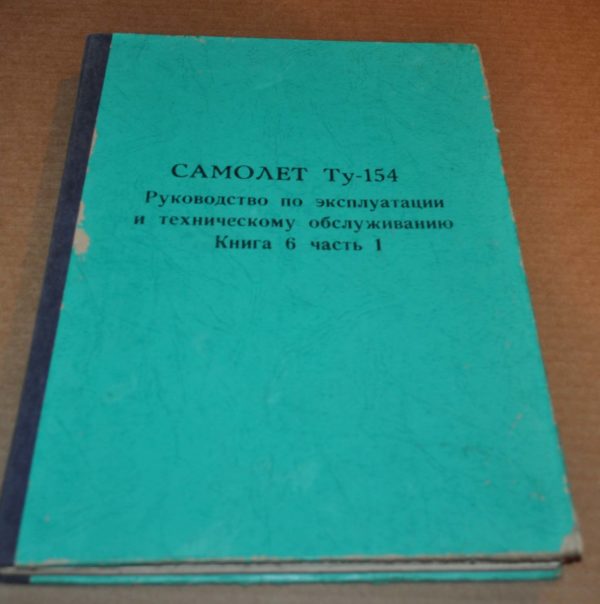 САМОЛЕТ Ту-154
Руководство по эксплуатации
и техническому обслуживанию
Книга 6 часть 1